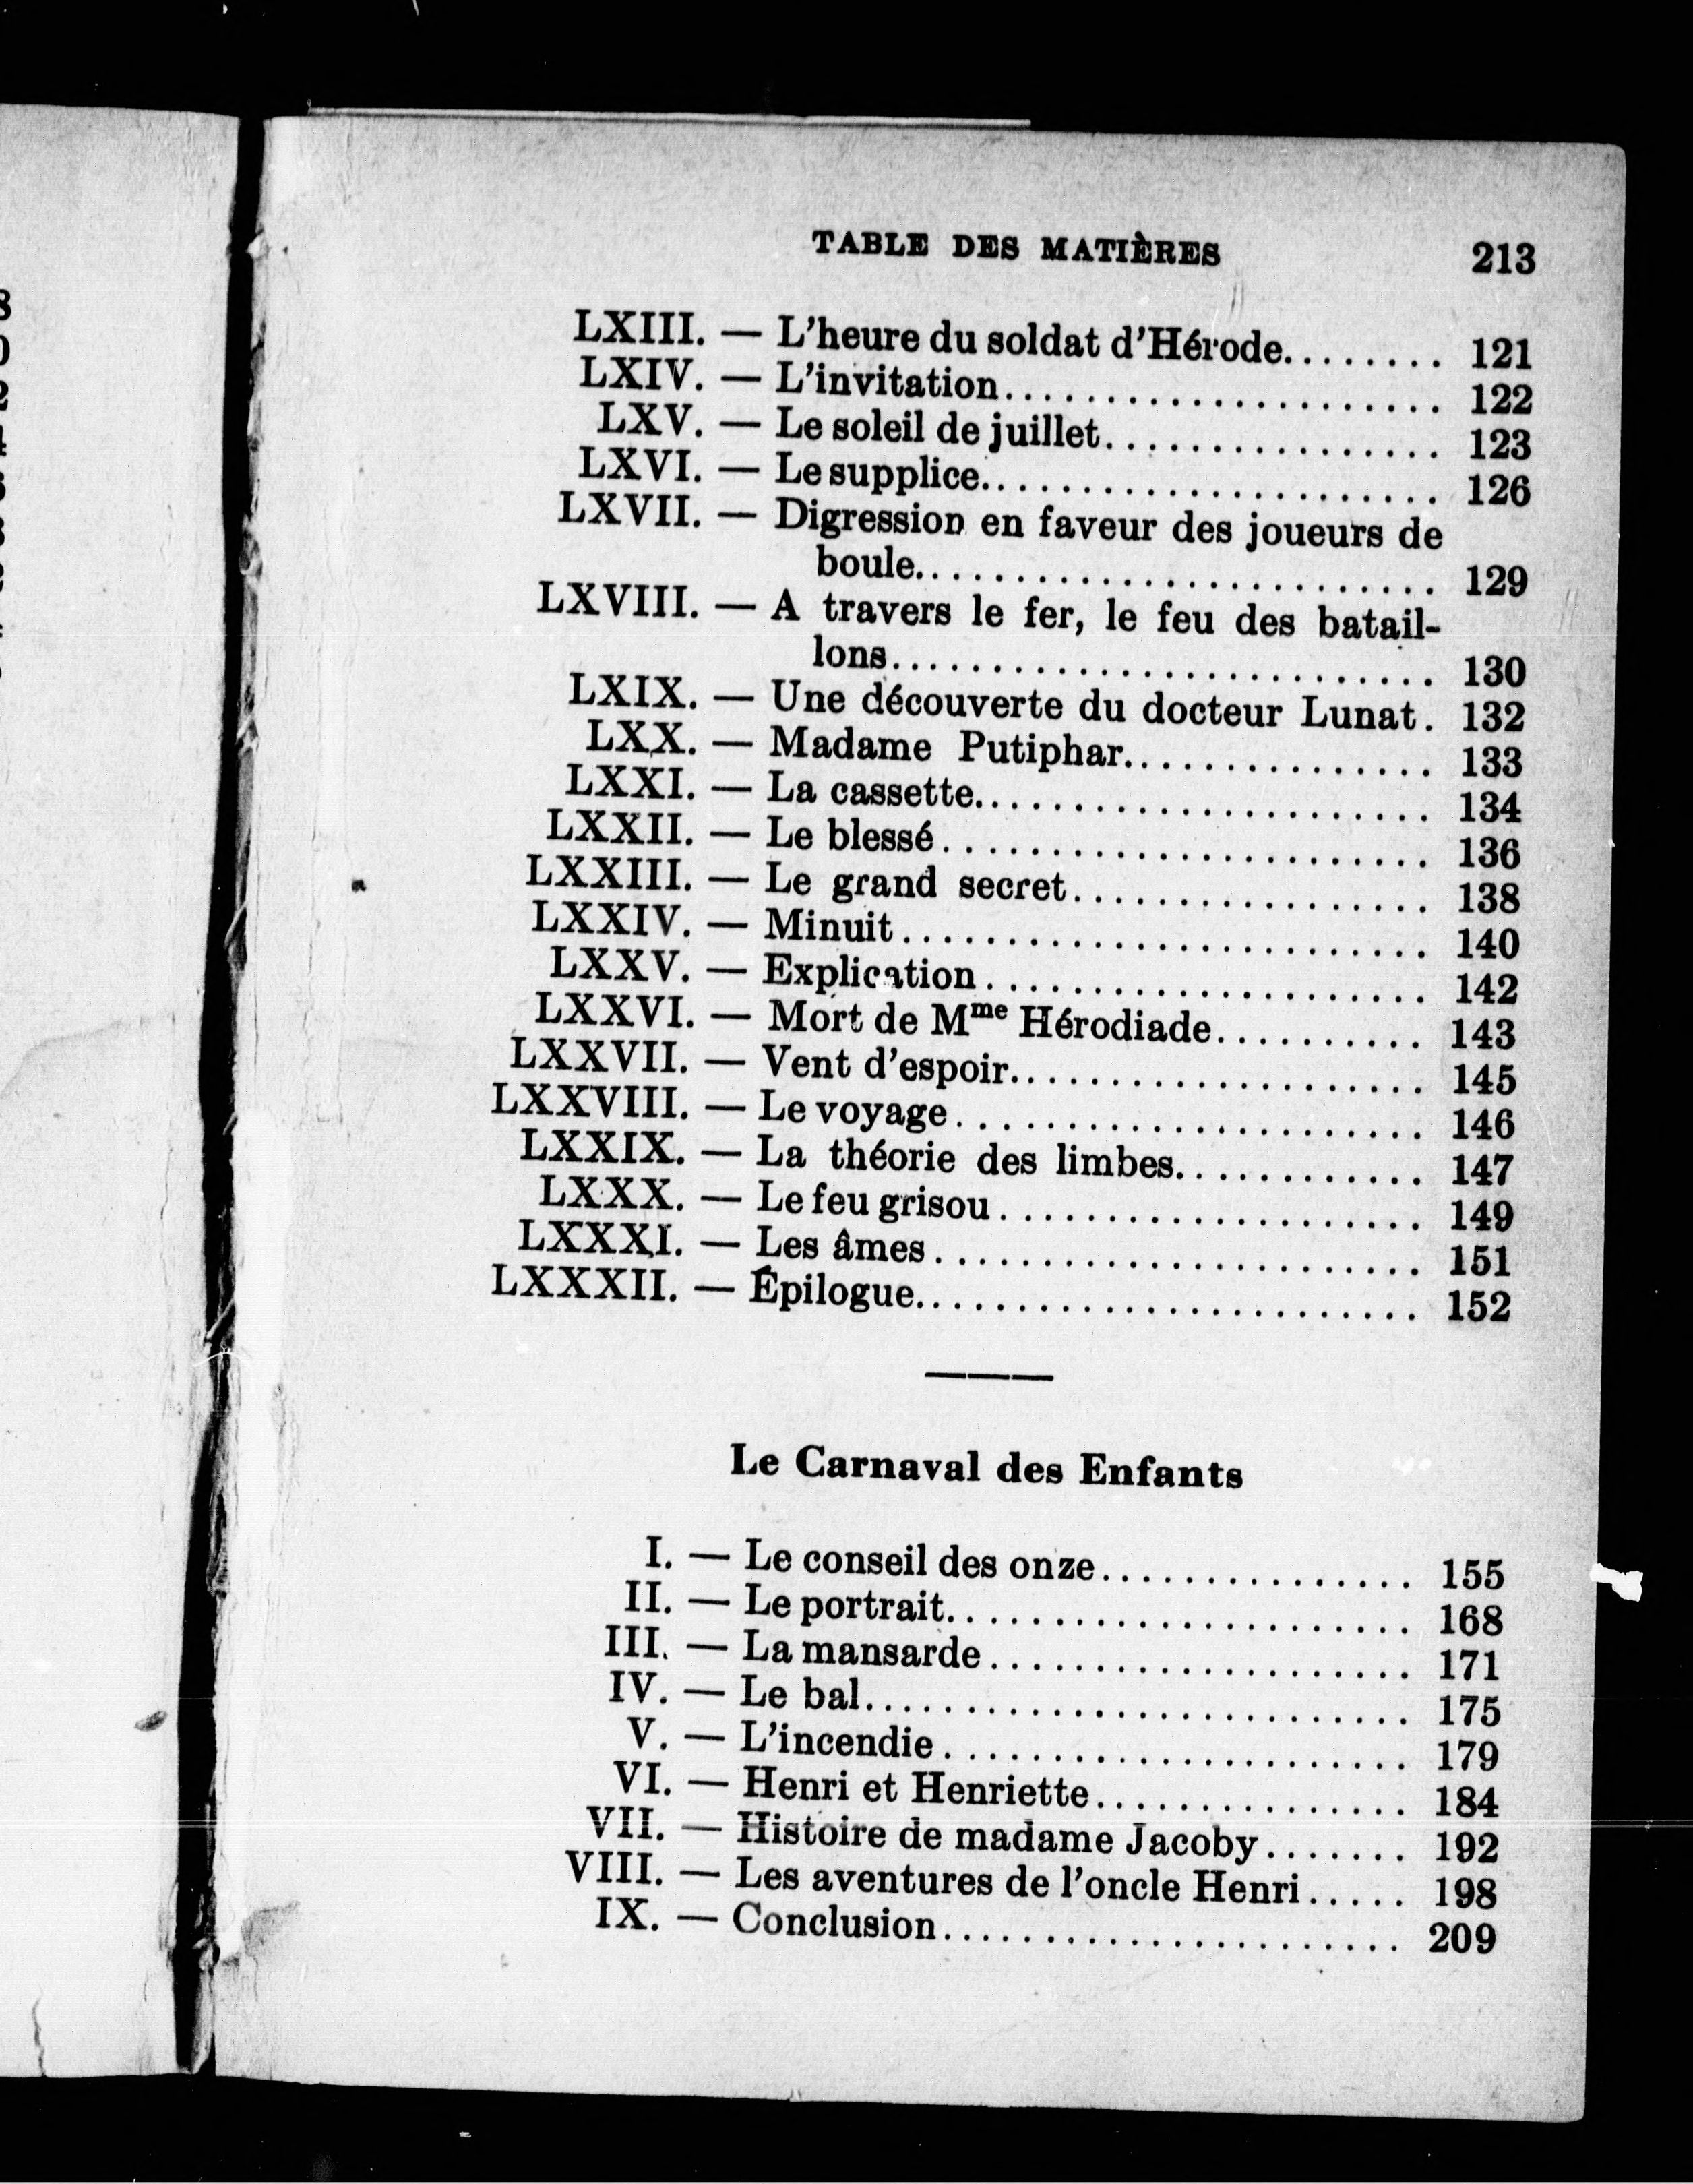 TABLE DES MATIÈRES 213
LXIII. — L'heure du soldat d'Hérode........ 121
LXIV. — L'invitation...................... 122
LXV. — Le soleil de juillet................. 123
LXVI. — Le supplice....................... 126
LXVII. — Digression en faveur des joueurs de
boule.......................... 129
LXVIII. — A travers le fer, le feu des batail-
lons........................... 130
LXIX. — Une découverte du docteur Lunat. 132
LXX. — Madame Putiphar............... 133
LXXI. — La cassette....................... 134
LXXII. — Le blessé........................ 136
LXXIII. — Le grand secret.................. 138
LXXIV. — Minuit.......................... 140
LXXV. — Explication...................... 142
LXXVI. — Mort de Mme Hérodiade.......... 143
LXXVII. — Vent d'espoir.................... 145
LXXVIII. — Le voyage....................... 146
LXXIX. — La théorie des limbes............ 147
LXXX. — Le feu grisou..................... 149
LXXXI. — Les âmes........................ 151
LXXXII. — Épilogue......................... 152
Le Carnaval des Enfants
I. — Le conseil des onze............... 155
II. — Le portrait....................... 168
III. — La mansarde..................... 171
IV. — Le bal........................... 175
V. — L'incendie....................... 179
VI. — Henri et Henriette............... 184
VII. — Histoire de madame Jacoby....... 192
VIII. — Les aventures de l'oncle Henri..... 198
IX. — Conclusion....................... 209